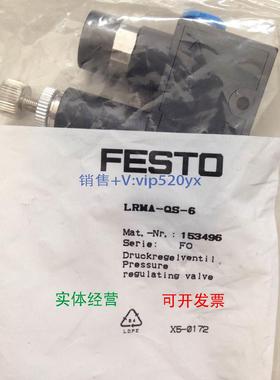 FESTO
销售+V:vip520yx
LRMA-QS-6
Mat.-Nr.: 153496
Serie: FO
Druckregelventil
Pressure
regulating valve
实体经营
可开发票
04
LDPE
X5-0172